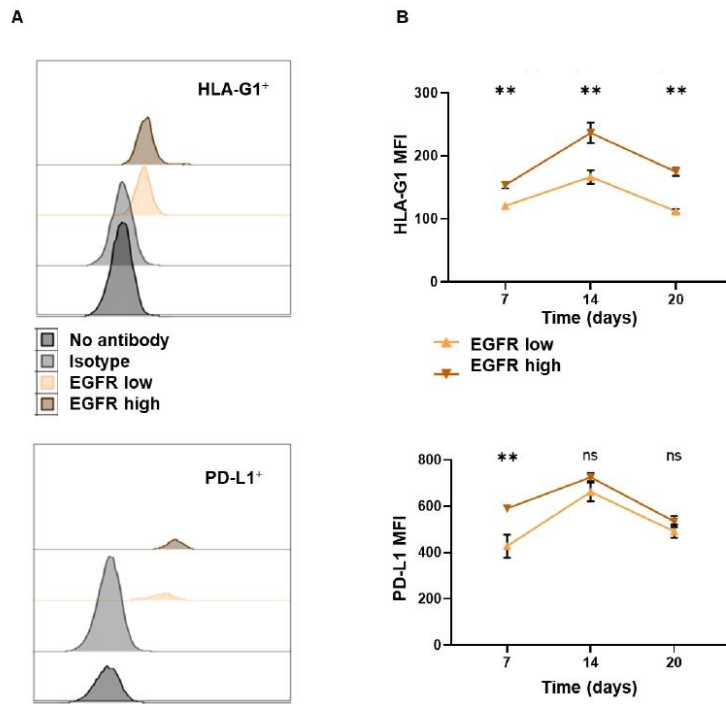 A
HLA-G1⁺
No antibody
Isotype
EGFR low
EGFR high
PD-L1⁺
B
** ** **
300
200
100
0
HLA-G1 MFI
7 14 20
Time (days)
EGFR low
EGFR high
** ns ns
800
600
400
200
0
PD-L1 MFI
7 14 20
Time (days)